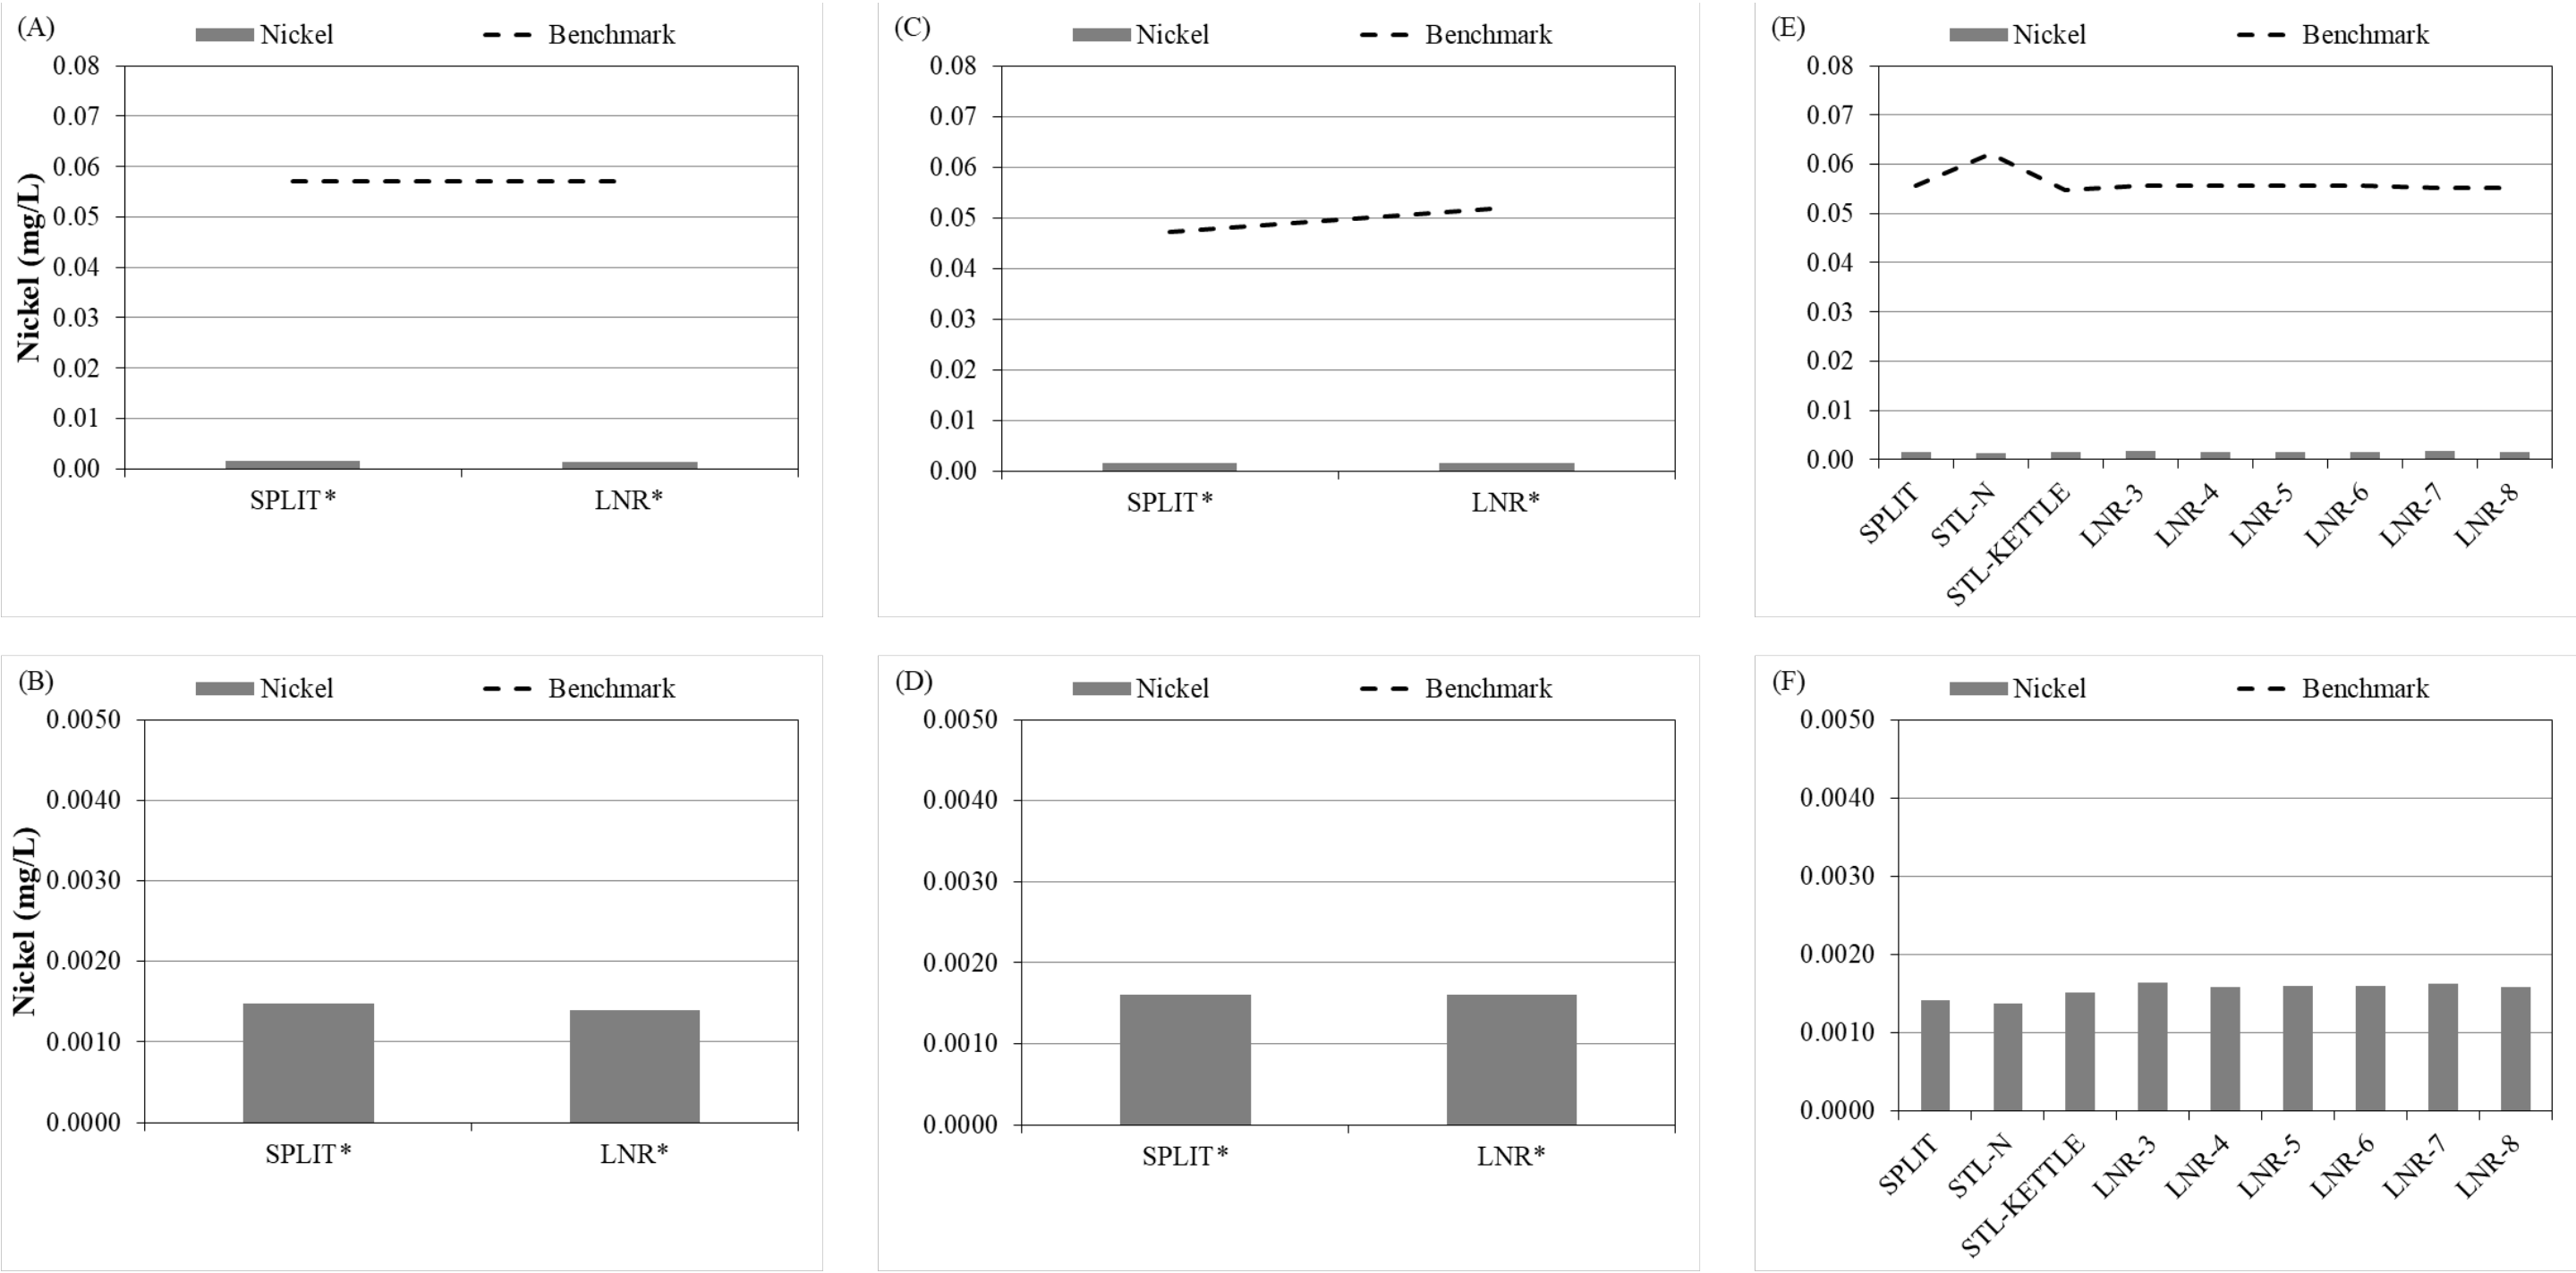 (A)
Nickel
Benchmark
0.08
0.07
0.06
0.05
0.04
0.03
0.02
0.01
0.00
Nickel (mg/L)
SPLIT*
LNR*
(C)
Nickel
Benchmark
0.08
0.07
0.06
0.05
0.04
0.03
0.02
0.01
0.00
SPLIT*
LNR*
(E)
Nickel
Benchmark
0.08
0.07
0.06
0.05
0.04
0.03
0.02
0.01
0.00
SPLIT
STL-N
STL-KETTLE
LNR-3
LNR-4
LNR-5
LNR-6
LNR-7
LNR-8
(B)
Nickel
Benchmark
0.0050
0.0040
0.0030
0.0020
0.0010
0.0000
Nickel (mg/L)
SPLIT*
LNR*
(D)
Nickel
Benchmark
0.0050
0.0040
0.0030
0.0020
0.0010
0.0000
SPLIT*
LNR*
(F)
Nickel
Benchmark
0.0050
0.0040
0.0030
0.0020
0.0010
0.0000
SPLIT
STL-N
STL-KETTLE
LNR-3
LNR-4
LNR-5
LNR-6
LNR-7
LNR-8